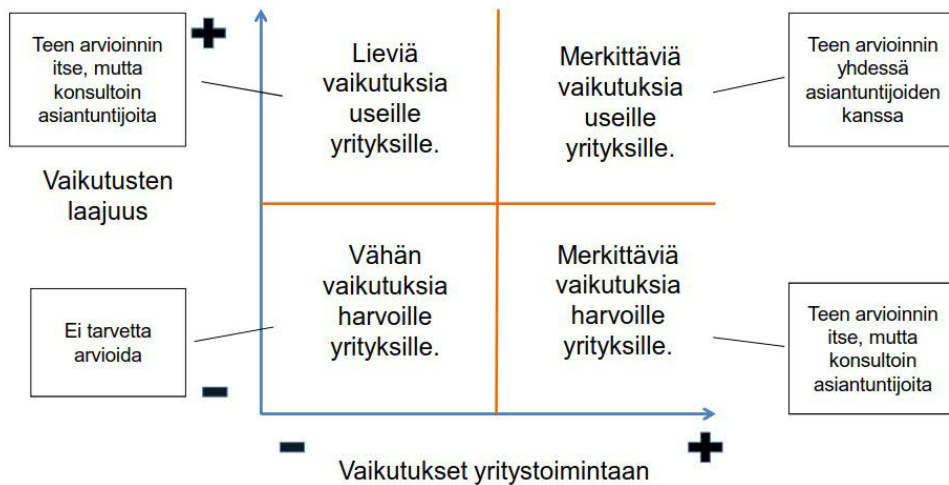 Teen arvioinnin
itse, mutta
konsultoin
asiantuntijoita
Lieviä
vaikutuksia
useille
yrityksille.
Merkittäviä
vaikutuksia
useille
yrityksille.
Teen arvioinnin
yhdessä
asiantuntijoiden
kanssa
Vaikutusten
laajuus
Ei tarvetta
arvioida
Vähän
vaikutuksia
harvoille
yrityksille.
Merkittäviä
vaikutuksia
harvoille
yrityksille.
Teen arvioinnin
itse, mutta
konsultoin
asiantuntijoita
Vaikutukset yritystoimintaan